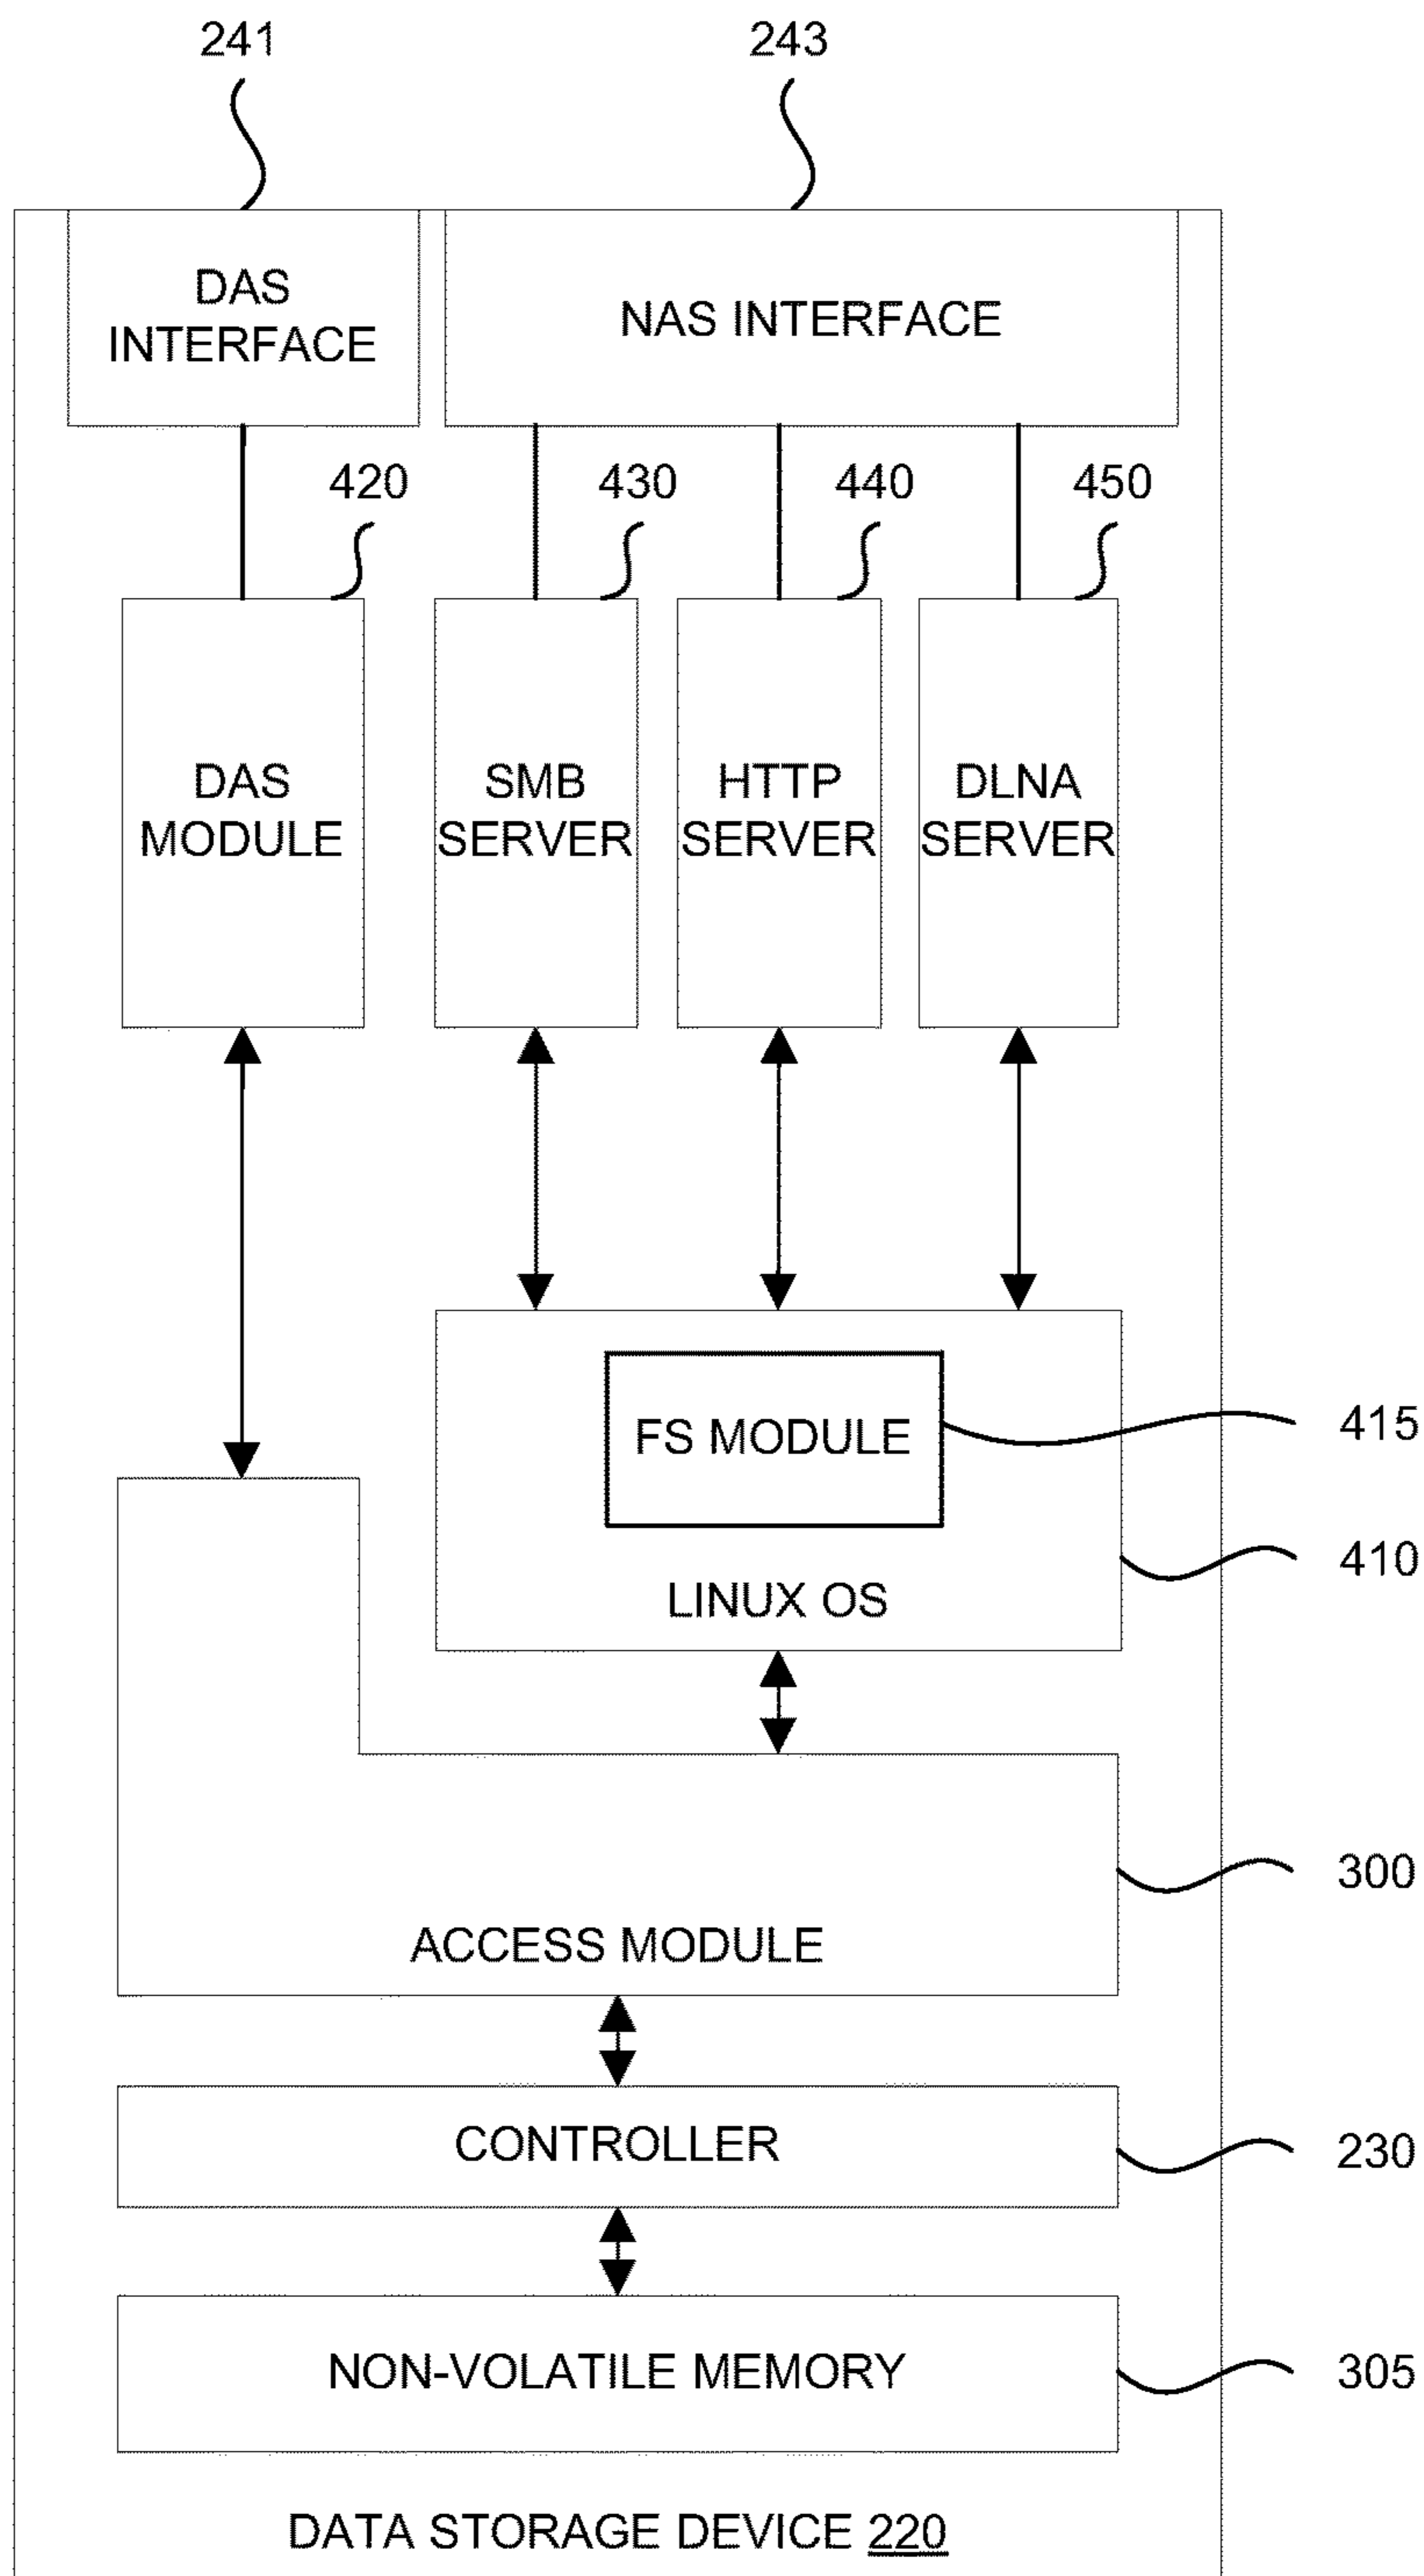 241
243
DAS
INTERFACE
NAS INTERFACE
420
430
440
450
DAS
MODULE
SMB
SERVER
HTTP
SERVER
DLNA
SERVER
FS MODULE
415
LINUX OS
410
300
ACCESS MODULE
CONTROLLER
230
NON-VOLATILE MEMORY
305
DATA STORAGE DEVICE 220